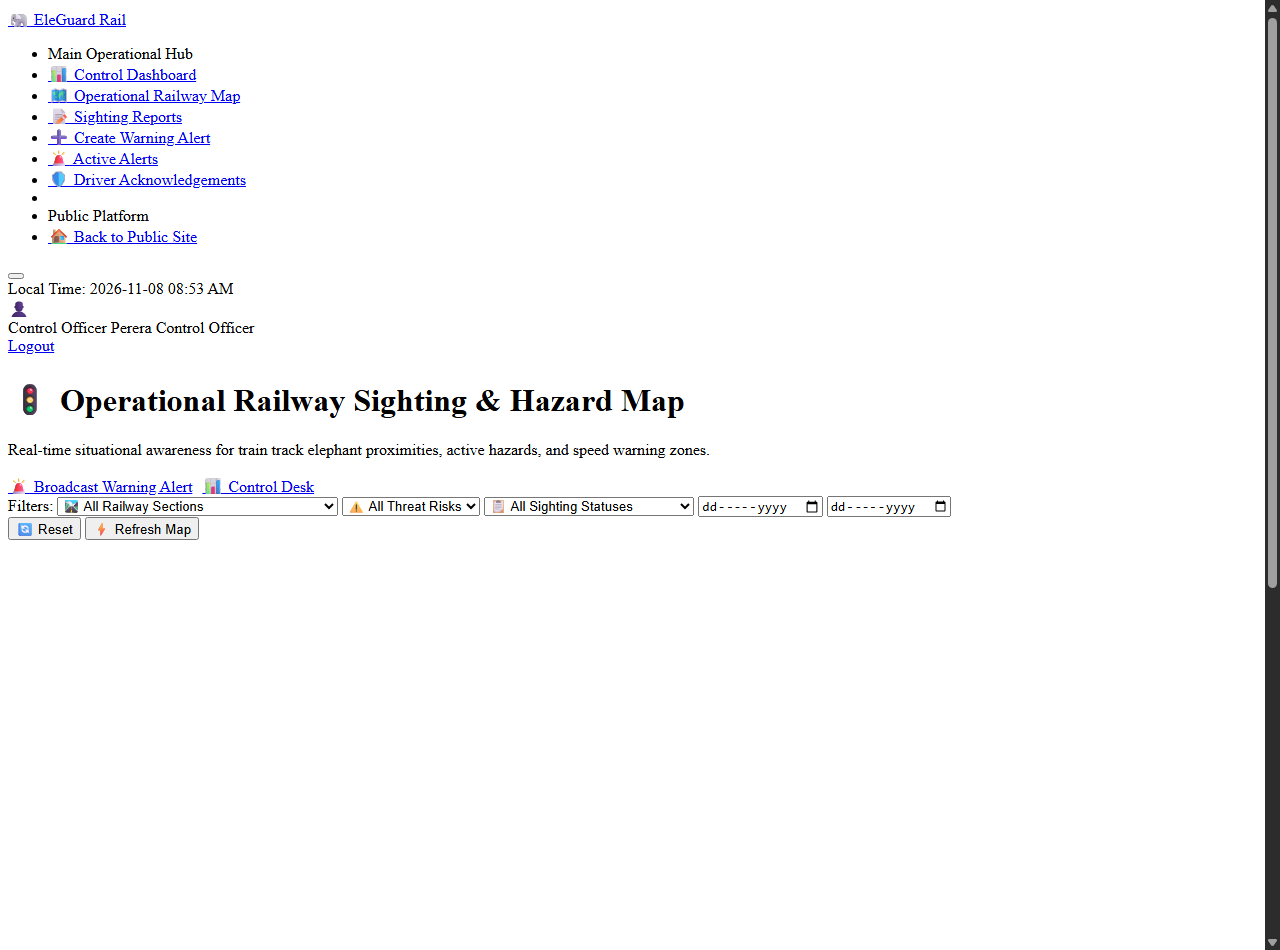 EleGuard Rail
Main Operational Hub
Control Dashboard
Operational Railway Map
Sighting Reports
Create Warning Alert
Active Alerts
Driver Acknowledgements
Public Platform
Back to Public Site
Local Time: 2026-11-08 08:53 AM
Control Officer Perera Control Officer
Logout
Operational Railway Sighting & Hazard Map
Real-time situational awareness for train track elephant proximities, active hazards, and speed warning zones.
Broadcast Warning Alert Control Desk
Filters: All Railway Sections All Threat Risks All Sighting Statuses dd-----yyyy dd-----yyyy
Reset Refresh Map